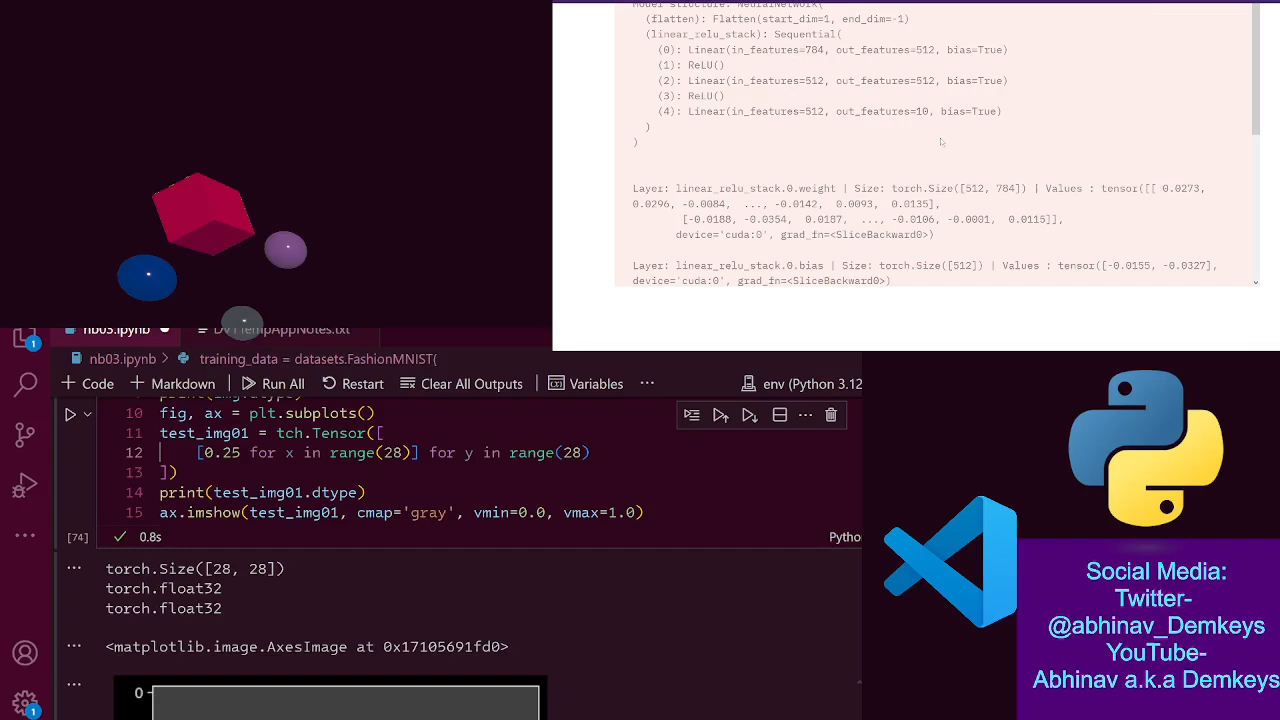 Model structure: NeuralNetwork(
(flatten): Flatten(start_dim=1, end_dim=-1)
(linear_relu_stack): Sequential(
(0): Linear(in_features=784, out_features=512, bias=True)
(1): ReLU()
(2): Linear(in_features=512, out_features=512, bias=True)
(3): ReLU()
(4): Linear(in_features=512, out_features=10, bias=True)
)
)
Layer: linear_relu_stack.0.weight | Size: torch.Size([512, 784]) | Values : tensor([[ 0.0273,
0.0296, -0.0084, ..., -0.0142, 0.0093, 0.0135],
[-0.0188, -0.0354, 0.0187, ..., -0.0106, -0.0001, 0.0115]],
device='cuda:0', grad_fn=<SliceBackward0>)
Layer: linear_relu_stack.0.bias | Size: torch.Size([512]) | Values : tensor([-0.0155, -0.0327],
device='cuda:0', grad_fn=<SliceBackward0>)
nb03.ipynb
nb03.ipynb > training_data = datasets.FashionMNIST(
+ Code + Markdown Run All Restart Clear All Outputs Variables ... env (Python 3.12
print(img.dtype)
10 fig, ax = plt.subplots()
11 test_img01 = tch.Tensor([
12 [0.25 for x in range(28)] for y in range(28)
13 ])
14 print(test_img01.dtype)
15 ax.imshow(test_img01, cmap='gray', vmin=0.0, vmax=1.0)
[74] 0.8s Pytho
... torch.Size([28, 28])
torch.float32
torch.float32
... <matplotlib.image.AxesImage at 0x17105691fd0>
...
0
1
1
Social Media:
Twitter-
@abhinav_Demkeys
YouTube-
Abhinav a.k.a Demkeys